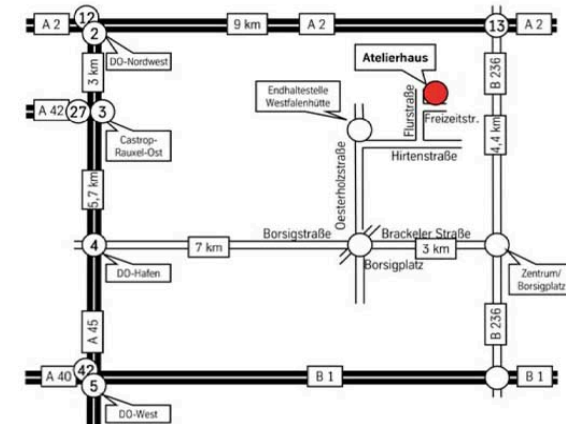 12
A 2
9 km
A 2
13
A 2
2
DO-Nordwest
3 km
B 236
Atelierhaus
Endhaltestelle
Westfalenhütte
A 42
27
3
Castrop-
Rauxel-Ost
Flurstraße
Freizeitstr.
4,4 km
Hirtenstraße
Oesterholzstraße
5,7 km
Borsigstraße
Brackeler Straße
4
7 km
3 km
Borsigplatz
DO-Hafen
Zentrum/
Borsigplatz
A 45
B 236
A 40
42
B 1
B 1
5
DO-West